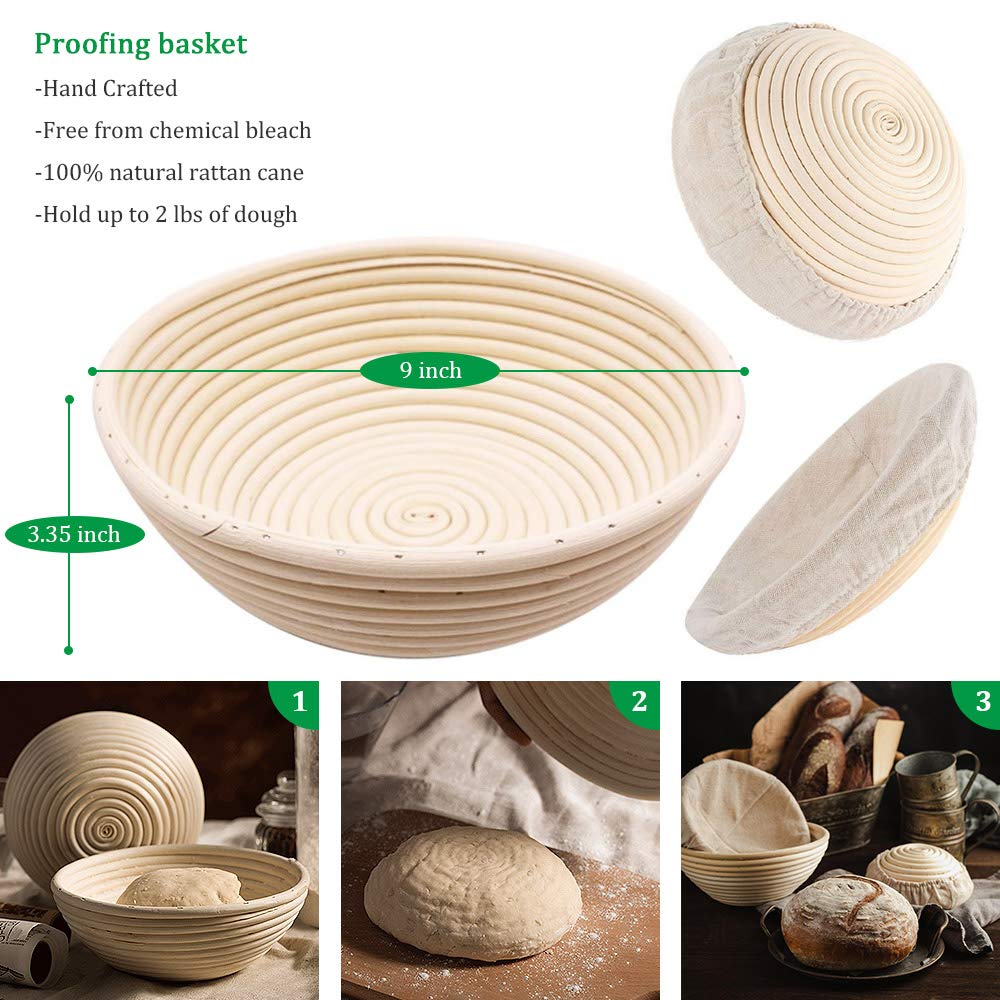 Proofing basket
-Hand Crafted
-Free from chemical bleach
-100% natural rattan cane
-Hold up to 2 lbs of dough
9 inch
3.35 inch
1
2
3